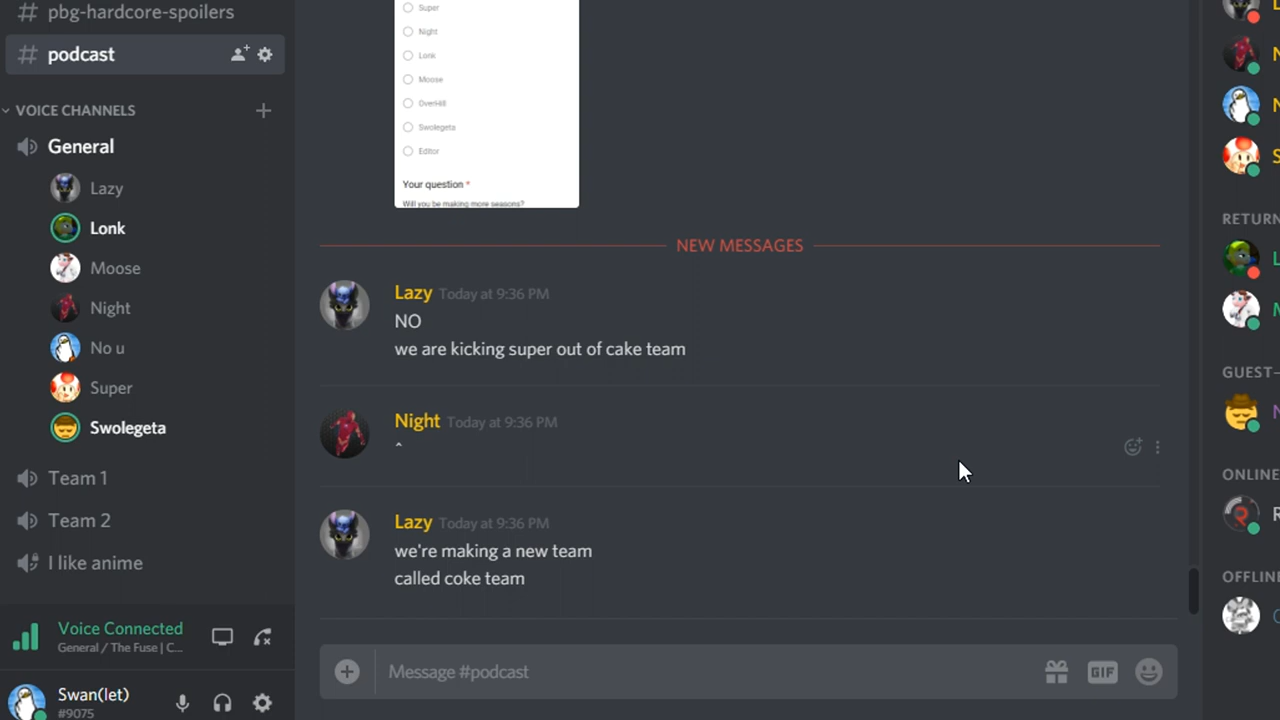 # pbg-hardcore-spoilers
# podcast
VOICE CHANNELS
General
Lazy
Lonk
Moose
Night
No u
Super
Swolegeta
Team 1
Team 2
I like anime
Voice Connected
General / The Fuse | C...
Swan(let)
#9075
Super
Night
Lonk
Moose
OverHill
Swolegeta
Editor
Your question *
Will you be making more seasons?
NEW MESSAGES
Lazy Today at 9:36 PM
NO
we are kicking super out of cake team
Night Today at 9:36 PM
^
Lazy Today at 9:36 PM
we're making a new team
called coke team
Message #podcast
GIF
RETURN
GUEST-
ONLINE
OFFLINE